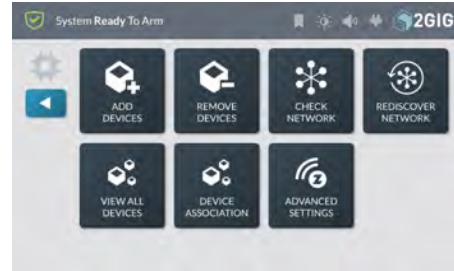 System Ready To Arm
2GIG
ADD
DEVICES
REMOVE
DEVICES
CHECK
NETWORK
REDISCOVER
NETWORK
VIEW ALL
DEVICES
DEVICE
ASSOCIATION
ADVANCED
SETTINGS